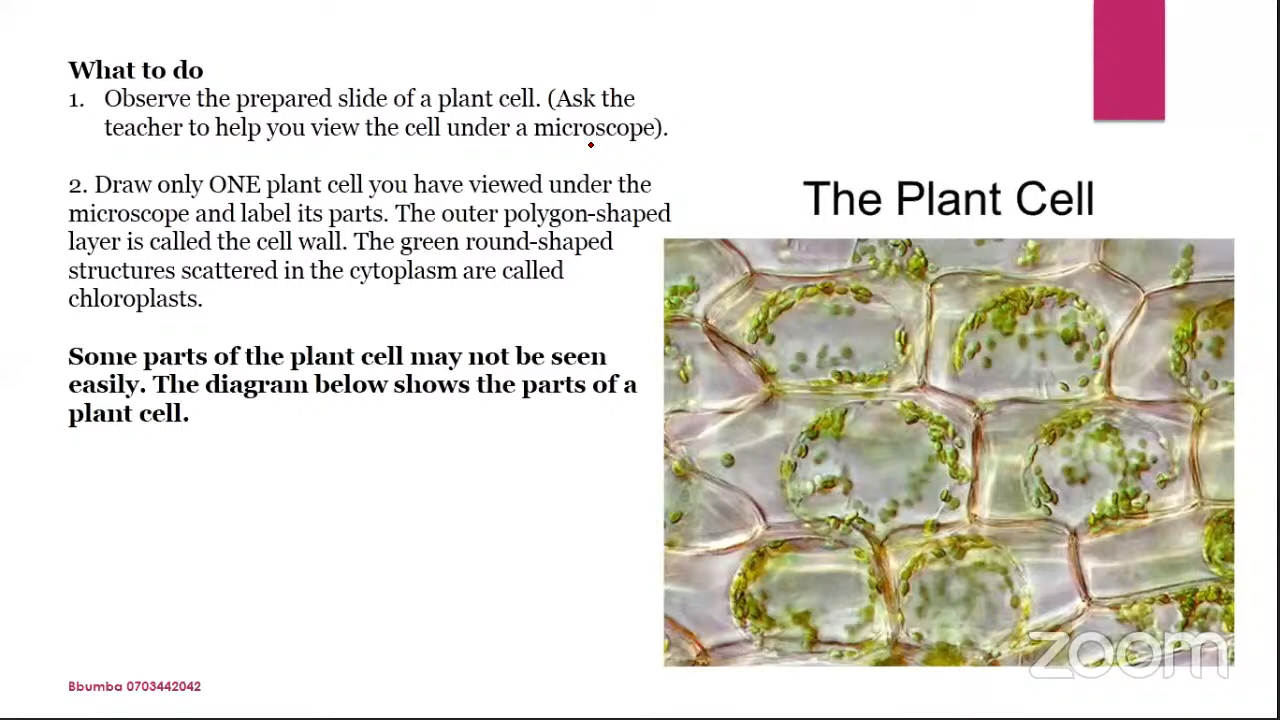 What to do
1. Observe the prepared slide of a plant cell. (Ask the
teacher to help you view the cell under a microscope).
2. Draw only ONE plant cell you have viewed under the
microscope and label its parts. The outer polygon-shaped
layer is called the cell wall. The green round-shaped
structures scattered in the cytoplasm are called
chloroplasts.
Some parts of the plant cell may not be seen
easily. The diagram below shows the parts of a
plant cell.
The Plant Cell
zoom
Bbumba 0703442042